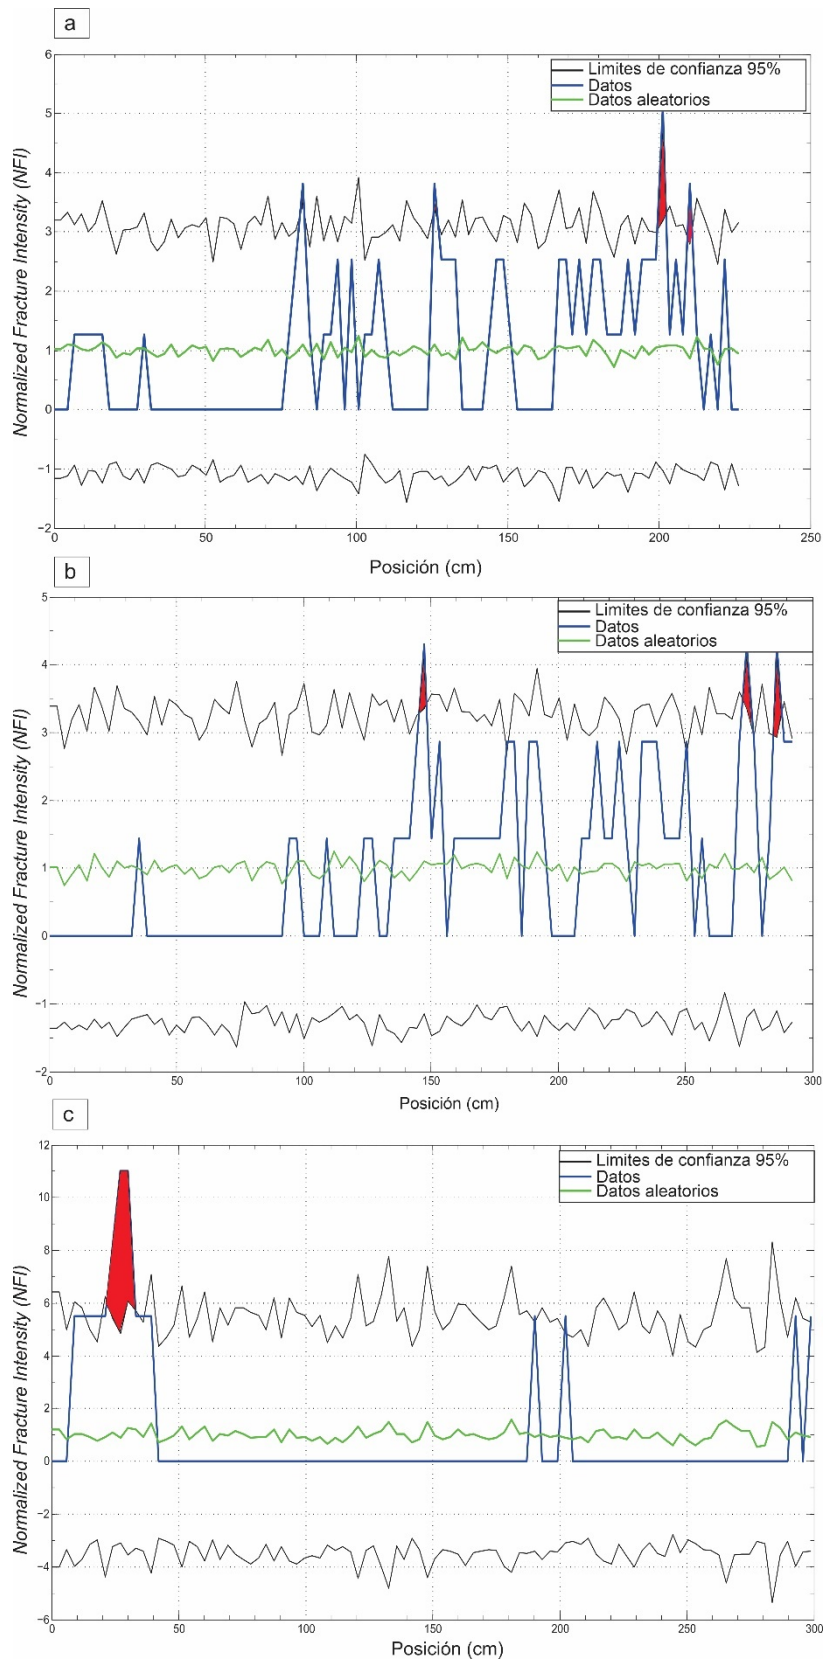 a
6
5
4
3
2
1
0
−1
−2
Normalized Fracture Intensity (NFI)
Limites de confianza 95%
Datos
Datos aleatorios
0 50 100 150 200 250
Posición (cm)
b
5
4
3
2
1
0
−1
−2
Normalized Fracture Intensity (NFI)
Limites de confianza 95%
Datos
Datos aleatorios
0 50 100 150 200 250 300
Posición (cm)
c
12
10
8
6
4
2
0
−2
−4
−6
Normalized Fracture Intensity (NFI)
Limites de confianza 95%
Datos
Datos aleatorios
0 50 100 150 200 250 300
Posición (cm)